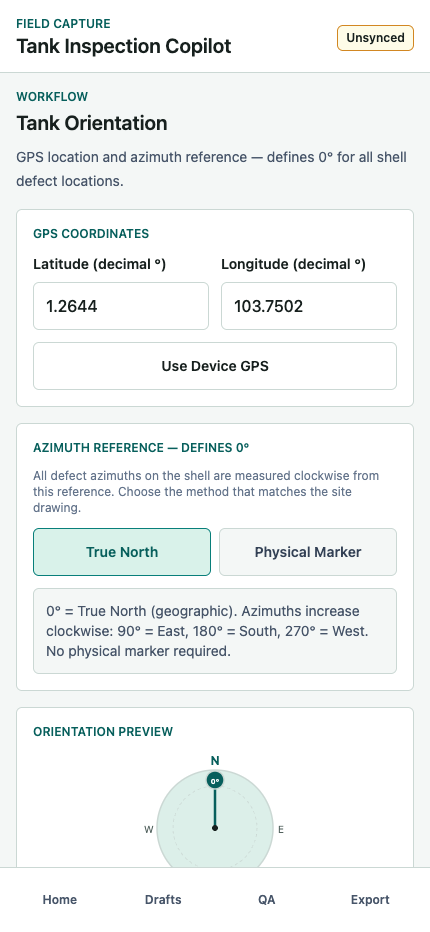 FIELD CAPTURE
Tank Inspection Copilot
Unsynced
WORKFLOW
Tank Orientation
GPS location and azimuth reference — defines 0° for all shell
defect locations.
GPS COORDINATES
Latitude (decimal °)
Longitude (decimal °)
1.2644
103.7502
Use Device GPS
AZIMUTH REFERENCE — DEFINES 0°
All defect azimuths on the shell are measured clockwise from
this reference. Choose the method that matches the site
drawing.
True North
Physical Marker
0° = True North (geographic). Azimuths increase
clockwise: 90° = East, 180° = South, 270° = West.
No physical marker required.
ORIENTATION PREVIEW
N
0°
W
E
Home
Drafts
QA
Export